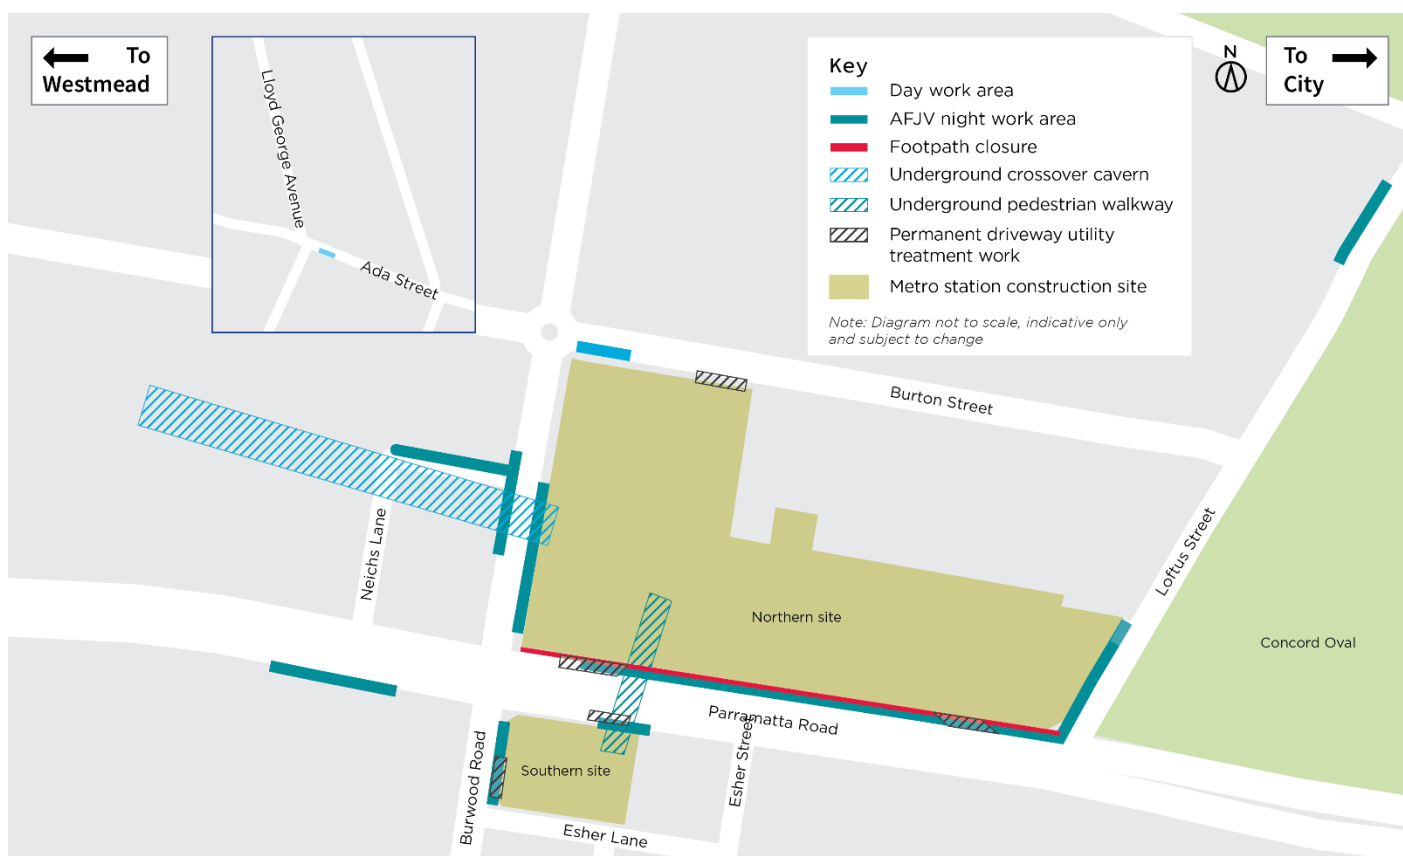 To
Westmead
Lloyd George Avenue
Ada Street
Key
Day work area
AFJV night work area
Footpath closure
Underground crossover cavern
Underground pedestrian walkway
Permanent driveway utility
treatment work
Metro station construction site
Note: Diagram not to scale, indicative only
and subject to change
N
To
City
Burton Street
Neichs Lane
Loftus Street
Northern site
Concord Oval
Parramatta Road
Southern site
Burwood Road
Esher Street
Esher Lane